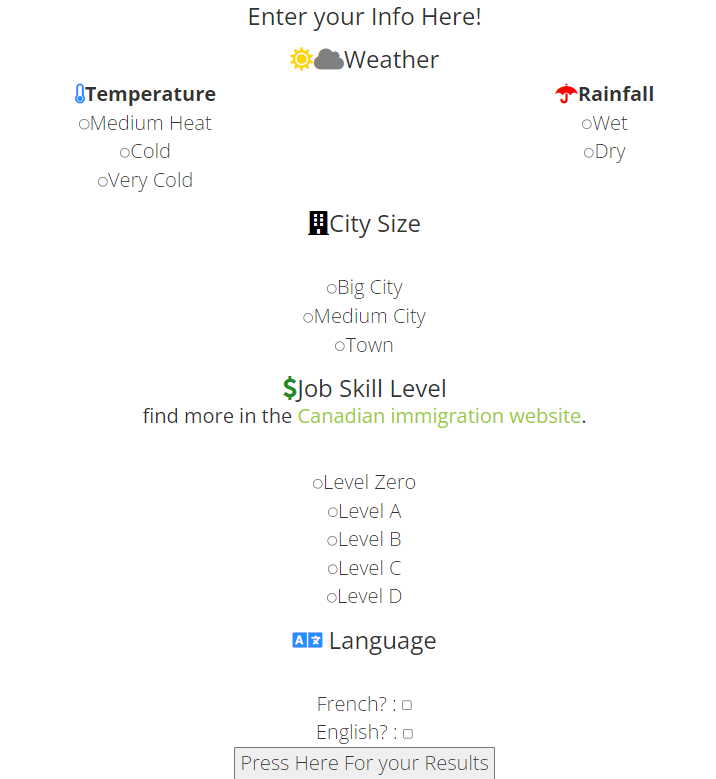 Enter your Info Here!
Weather
Temperature
Medium Heat
Cold
Very Cold
Rainfall
Wet
Dry
City Size
Big City
Medium City
Town
Job Skill Level
find more in the Canadian immigration website.
Level Zero
Level A
Level B
Level C
Level D
A Language
French? :
English? :
Press Here For your Results